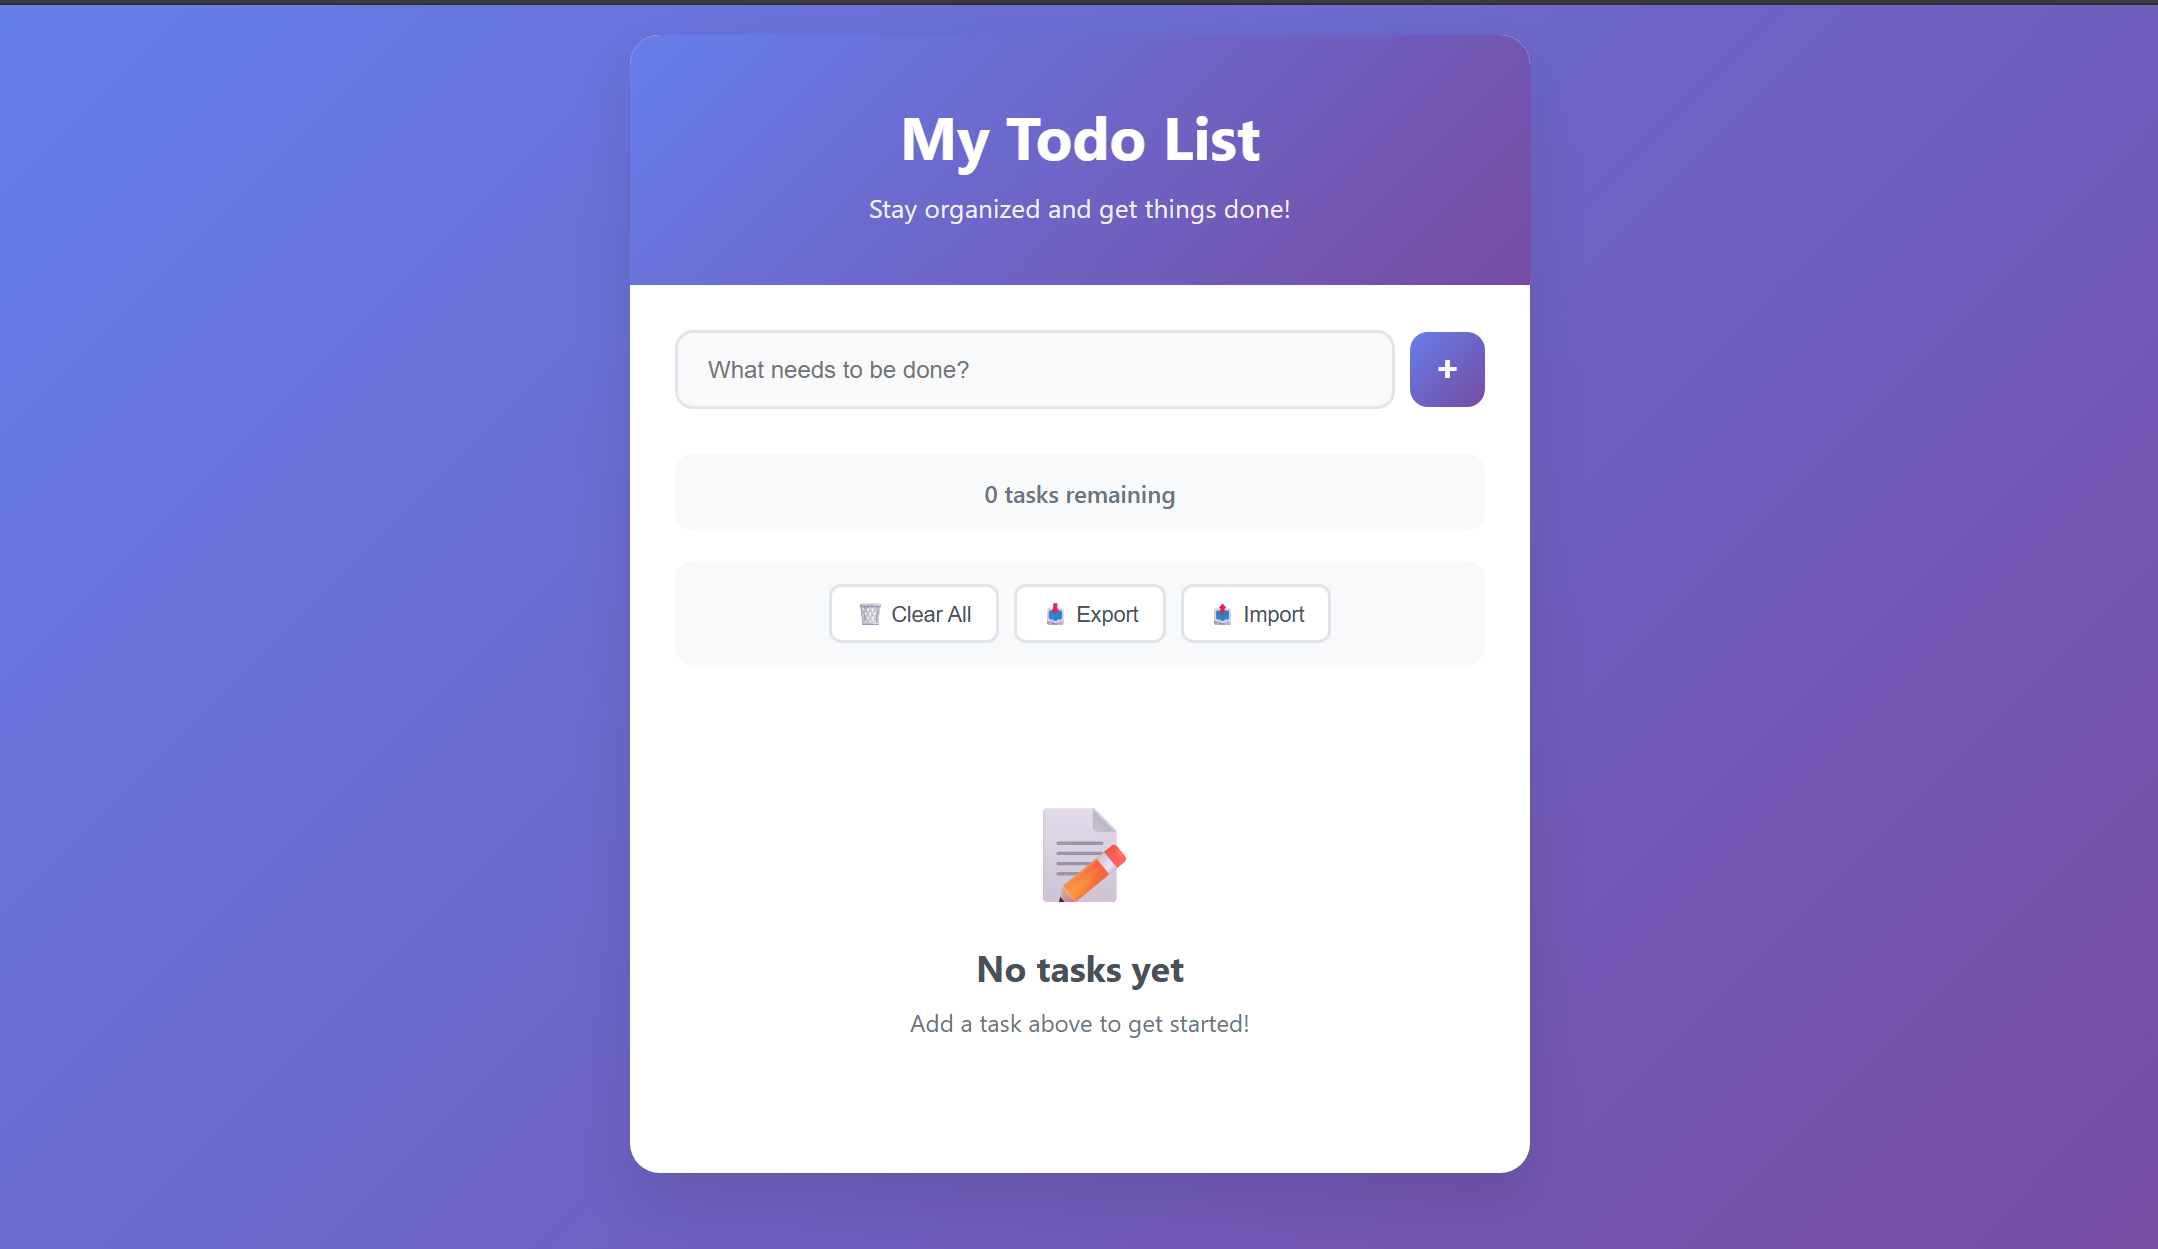 My Todo List
Stay organized and get things done!
What needs to be done?
+
0 tasks remaining
Clear All
Export
Import
No tasks yet
Add a task above to get started!